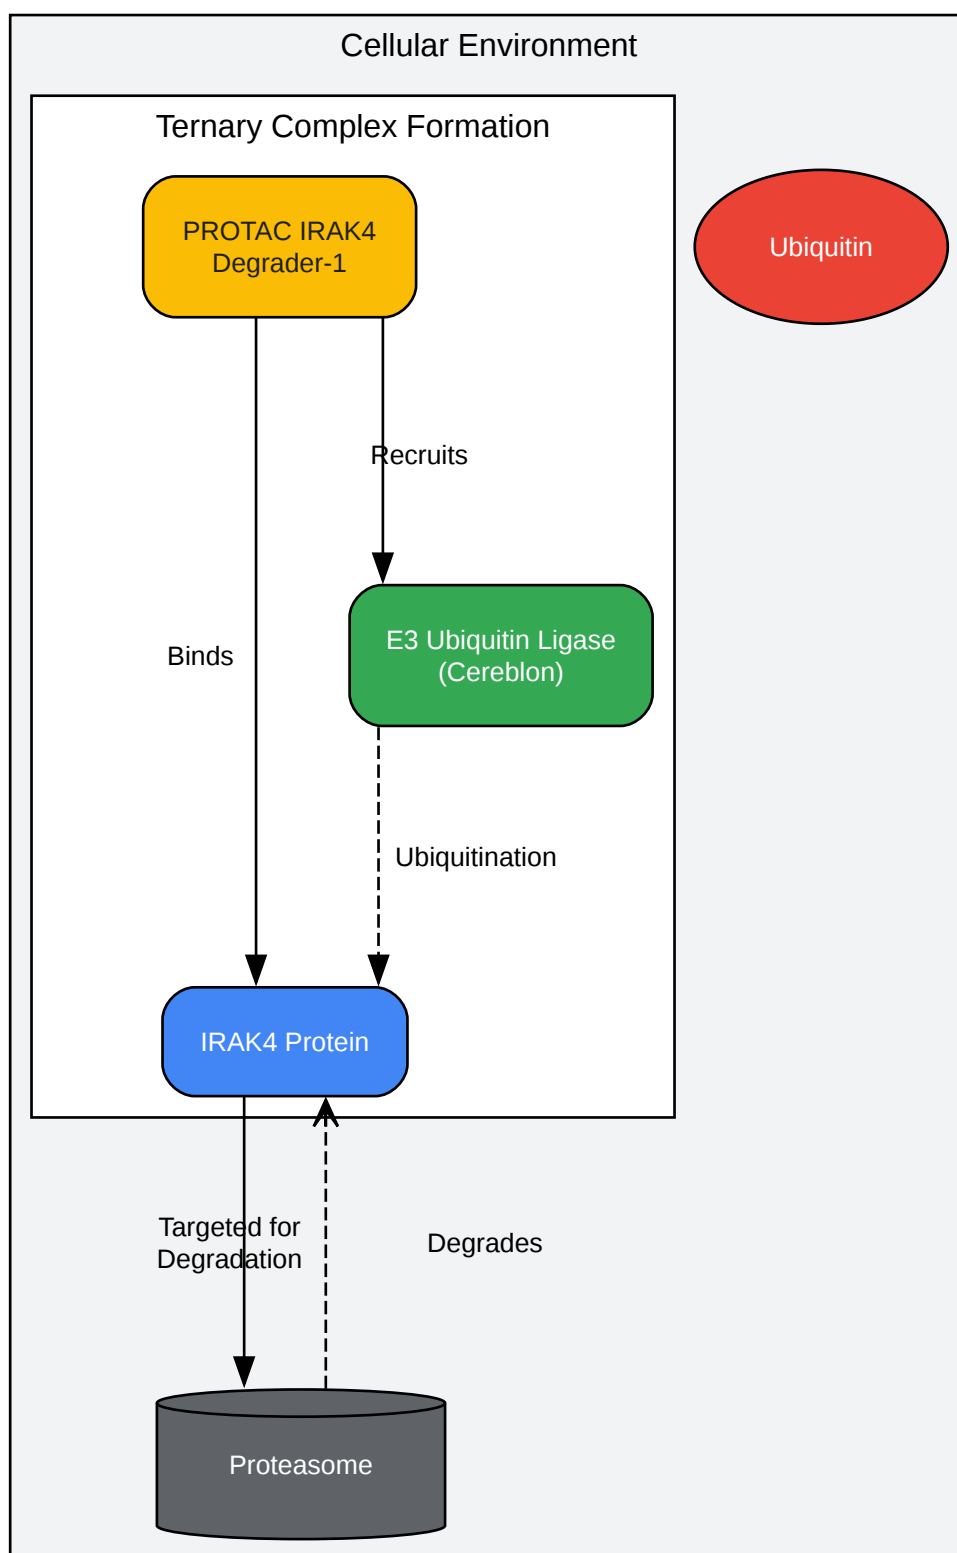 Cellular Environment
Ternary Complex Formation
PROTAC IRAK4
Degrader-1
Ubiquitin
Recruits
E3 Ubiquitin Ligase
(Cereblon)
Binds
Ubiquitination
IRAK4 Protein
Targeted for
Degradation
Degrades
Proteasome